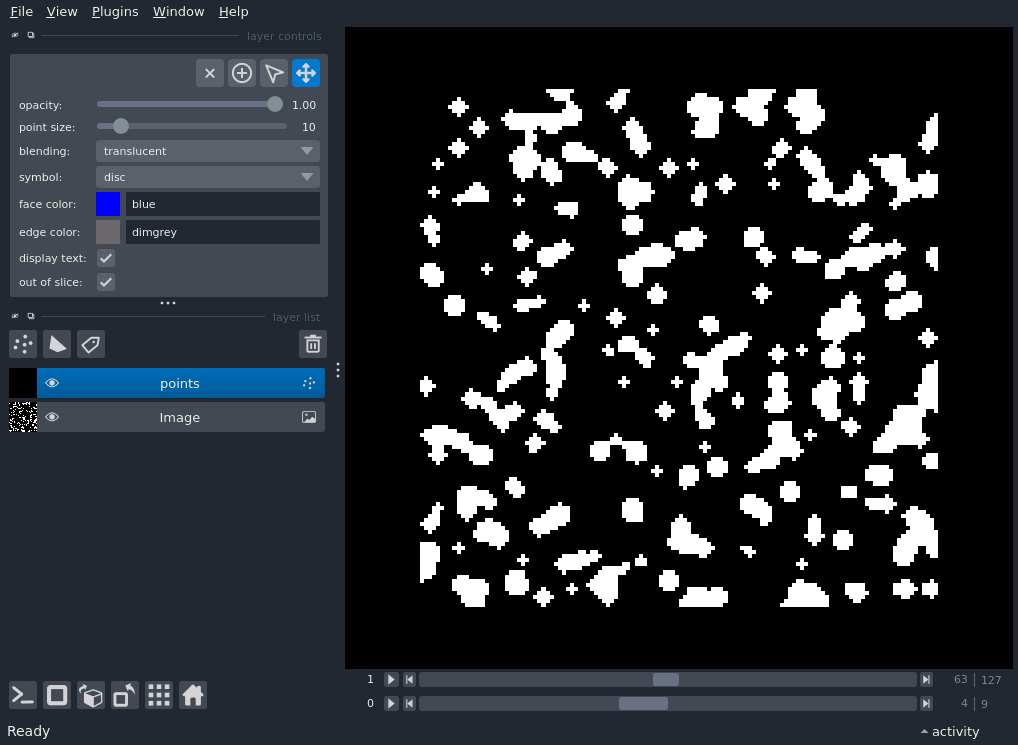 File View Plugins Window Help
layer controls
opacity: 1.00
point size: 10
blending: translucent
symbol: disc
face color: blue
edge color: dimgrey
display text:
out of slice:
layer list
points
Image
1 63 127
0 4 9
Ready activity